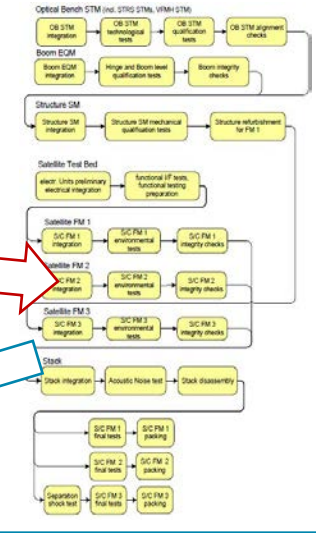 Optical Bench STM (incl. STRS STMs, VFMH STM)
OB STM
integration
OB STM
technological
tests
OB STM
qualification
tests
OB STM alignment
checks
Boom EQM
Boom EQM
integration
Hinge and Boom level
qualification tests
Boom integrity
checks
Structure SM
Structure SM
integration
Structure SM mechanical
qualification tests
Structure refurbishment
for FM 1
Satellite Test Bed
electr. Units preliminary
electrical integration
functional I/F tests,
functional testing
preparation
Satellite FM 1
S/C FM 1
integration
S/C FM 1
environmental
tests
S/C FM 1
integrity checks
Satellite FM 2
S/C FM 2
integration
S/C FM 2
environmental
tests
S/C FM 2
integrity checks
Satellite FM 3
S/C FM 3
integration
S/C FM 3
environmental
tests
S/C FM 3
integrity checks
Stack
Stack integration
Acoustic Noise test
Stack disassembly
S/C FM 1
final tests
S/C FM 1
packing
S/C FM 2
final tests
S/C FM 2
packing
Separation
shock test
S/C FM 3
final tests
S/C FM 3
packing